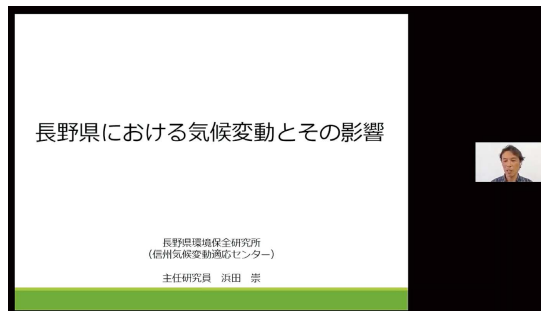 長野県における気候変動とその影響
長野県環境保全研究所
（信州気候変動適応センター）
主任研究員　浜田　崇